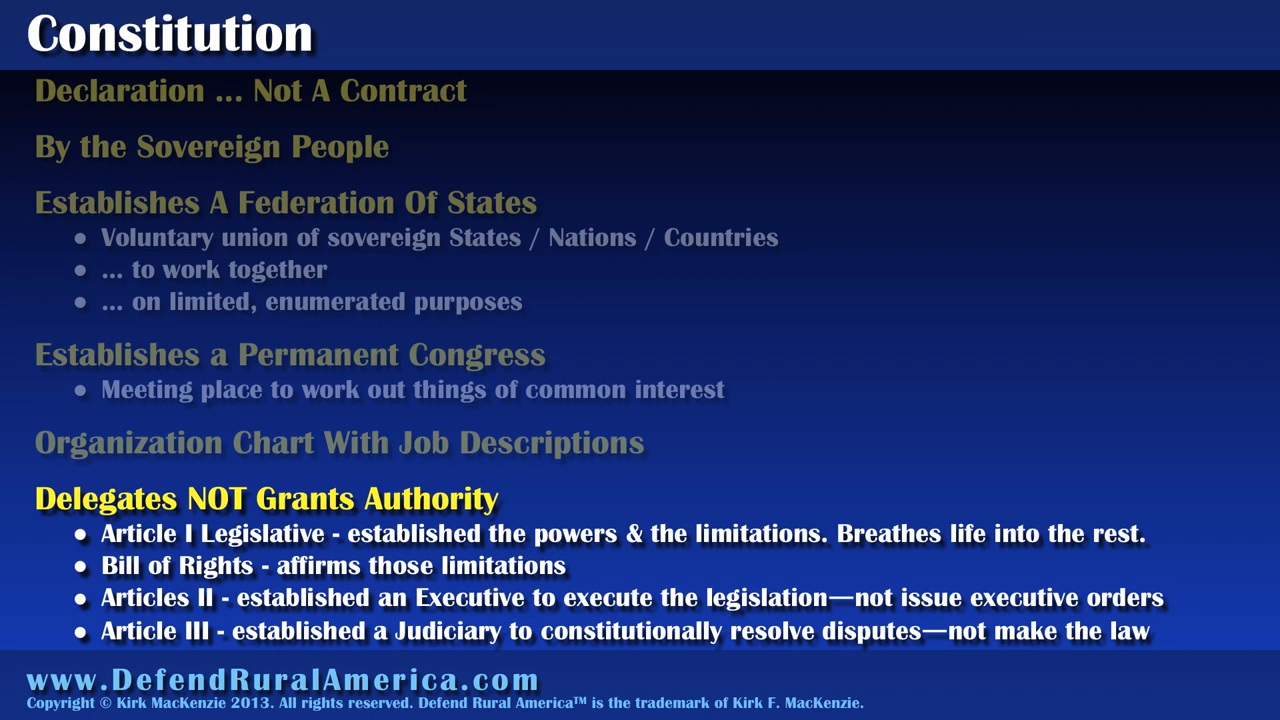 Constitution
Declaration ... Not A Contract
By the Sovereign People
Establishes A Federation Of States
• Voluntary union of sovereign States / Nations / Countries
• ... to work together
• ... on limited, enumerated purposes
Establishes a Permanent Congress
• Meeting place to work out things of common interest
Organization Chart With Job Descriptions
Delegates NOT Grants Authority
• Article I Legislative - established the powers & the limitations. Breathes life into the rest.
• Bill of Rights - affirms those limitations
• Articles II - established an Executive to execute the legislation—not issue executive orders
• Article III - established a Judiciary to constitutionally resolve disputes—not make the law
www.DefendRuralAmerica.com
Copyright © Kirk MacKenzie 2013. All rights reserved. Defend Rural America™ is the trademark of Kirk F. MacKenzie.